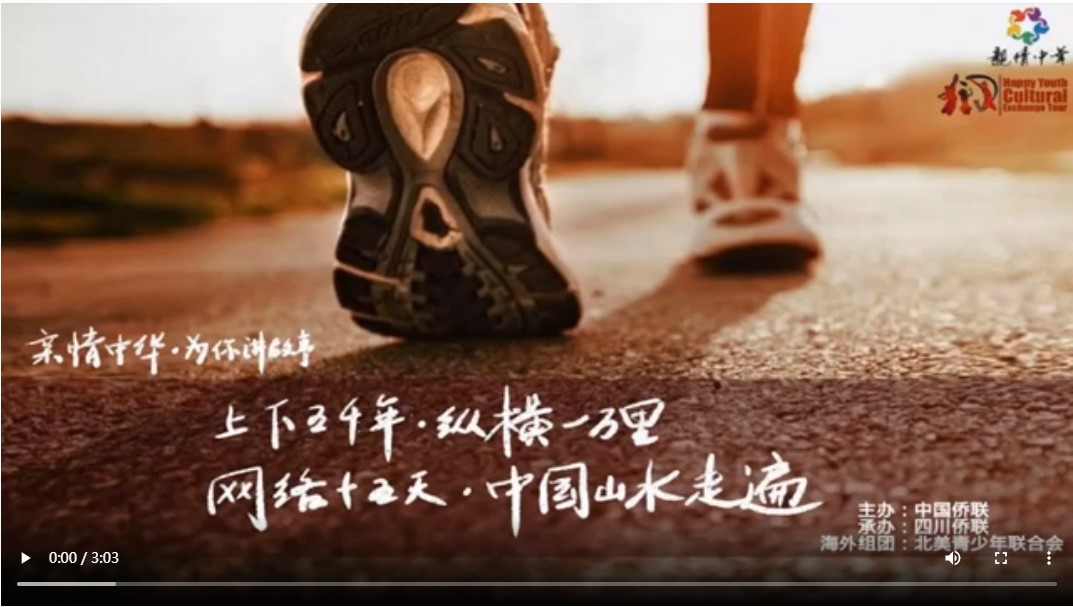 親情中华
Happy Youth
Cultural
Exchange Tour
亲情中华·为你讲故事
上下五千年·纵横一万里
网络十五天·中国山水走遍
主办：中国侨联
承办：四川侨联
海外组团：北美青少年联合会
0:00 / 3:03